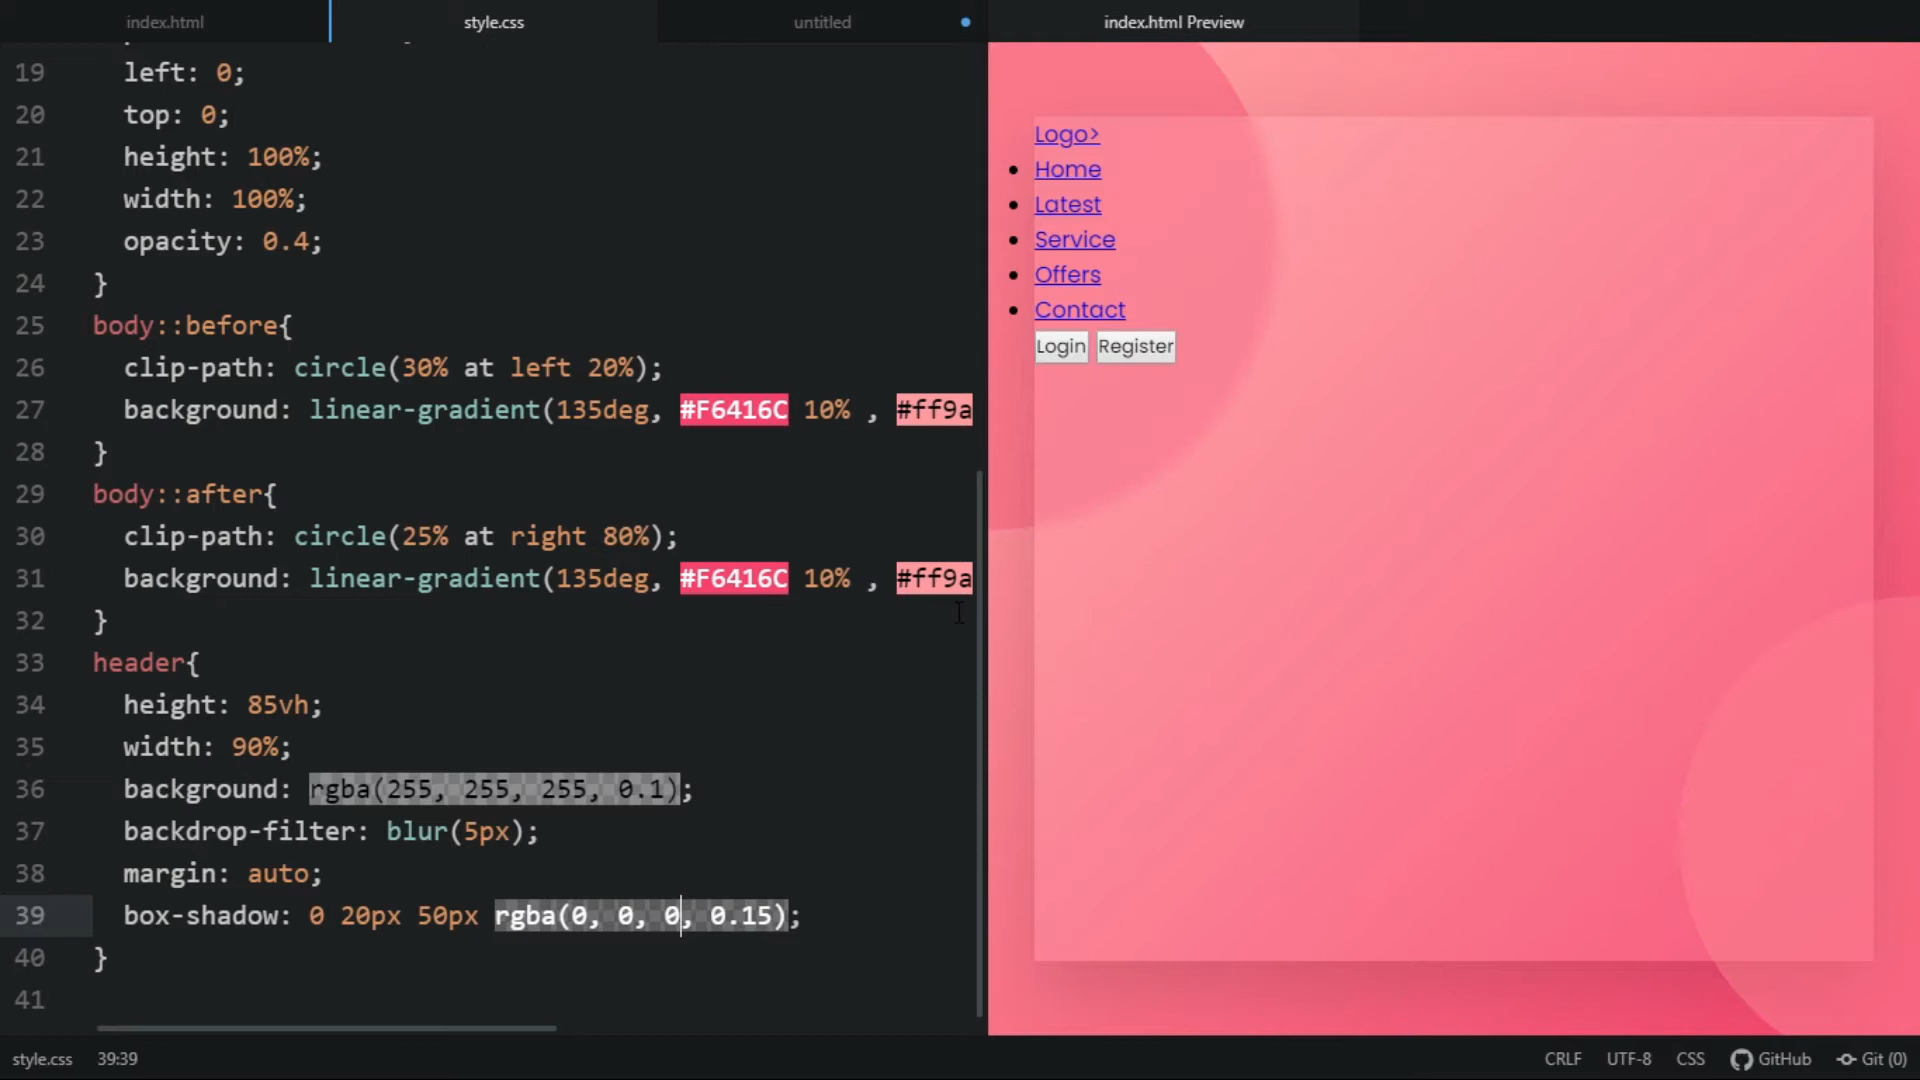 index.html
style.css
untitled
index.html Preview
19 left: 0;
20 top: 0;
21 height: 100%;
22 width: 100%;
23 opacity: 0.4;
24 }
25 body::before{
26 clip-path: circle(30% at left 20%);
27 background: linear-gradient(135deg, #F6416C 10% , #ff9a
28 }
29 body::after{
30 clip-path: circle(25% at right 80%);
31 background: linear-gradient(135deg, #F6416C 10% , #ff9a
32 }
33 header{
34 height: 85vh;
35 width: 90%;
36 background: rgba(255, 255, 255, 0.1);
37 backdrop-filter: blur(5px);
38 margin: auto;
39 box-shadow: 0 20px 50px rgba(0, 0, 0, 0.15);
40 }
41
Logo>
Home
Latest
Service
Offers
Contact
Login Register
style.css 39:39
CRLF UTF-8 CSS GitHub Git (0)